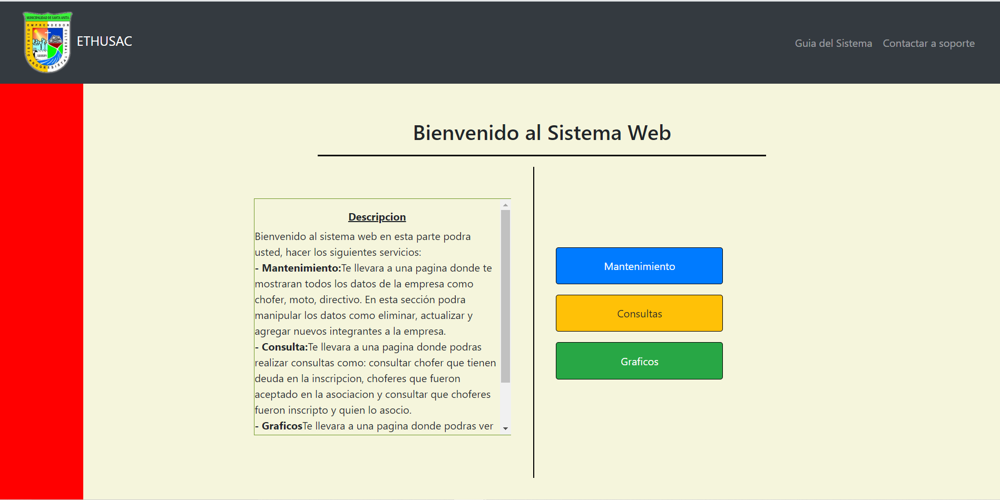 MUNICIPALIDAD DE SANTA ANITA
DISTRITO EMPRENDEDOR CULTURAL Y PROGRESISTA
ETHUSAC
Guia del Sistema Contactar a soporte
Bienvenido al Sistema Web
Descripcion
Bienvenido al sistema web en esta parte podra
usted, hacer los siguientes servicios:
- Mantenimiento:Te llevara a una pagina donde te
mostraran todos los datos de la empresa como
chofer, moto, directivo. En esta sección podra
manipular los datos como eliminar, actualizar y
agregar nuevos integrantes a la empresa.
- Consulta:Te llevara a una pagina donde podras
realizar consultas como: consultar chofer que tienen
deuda en la inscripcion, choferes que fueron
aceptado en la asociacion y consultar que choferes
fueron inscripto y quien lo asocio.
- GraficosTe llevara a una pagina donde podras ver
Mantenimiento
Consultas
Graficos